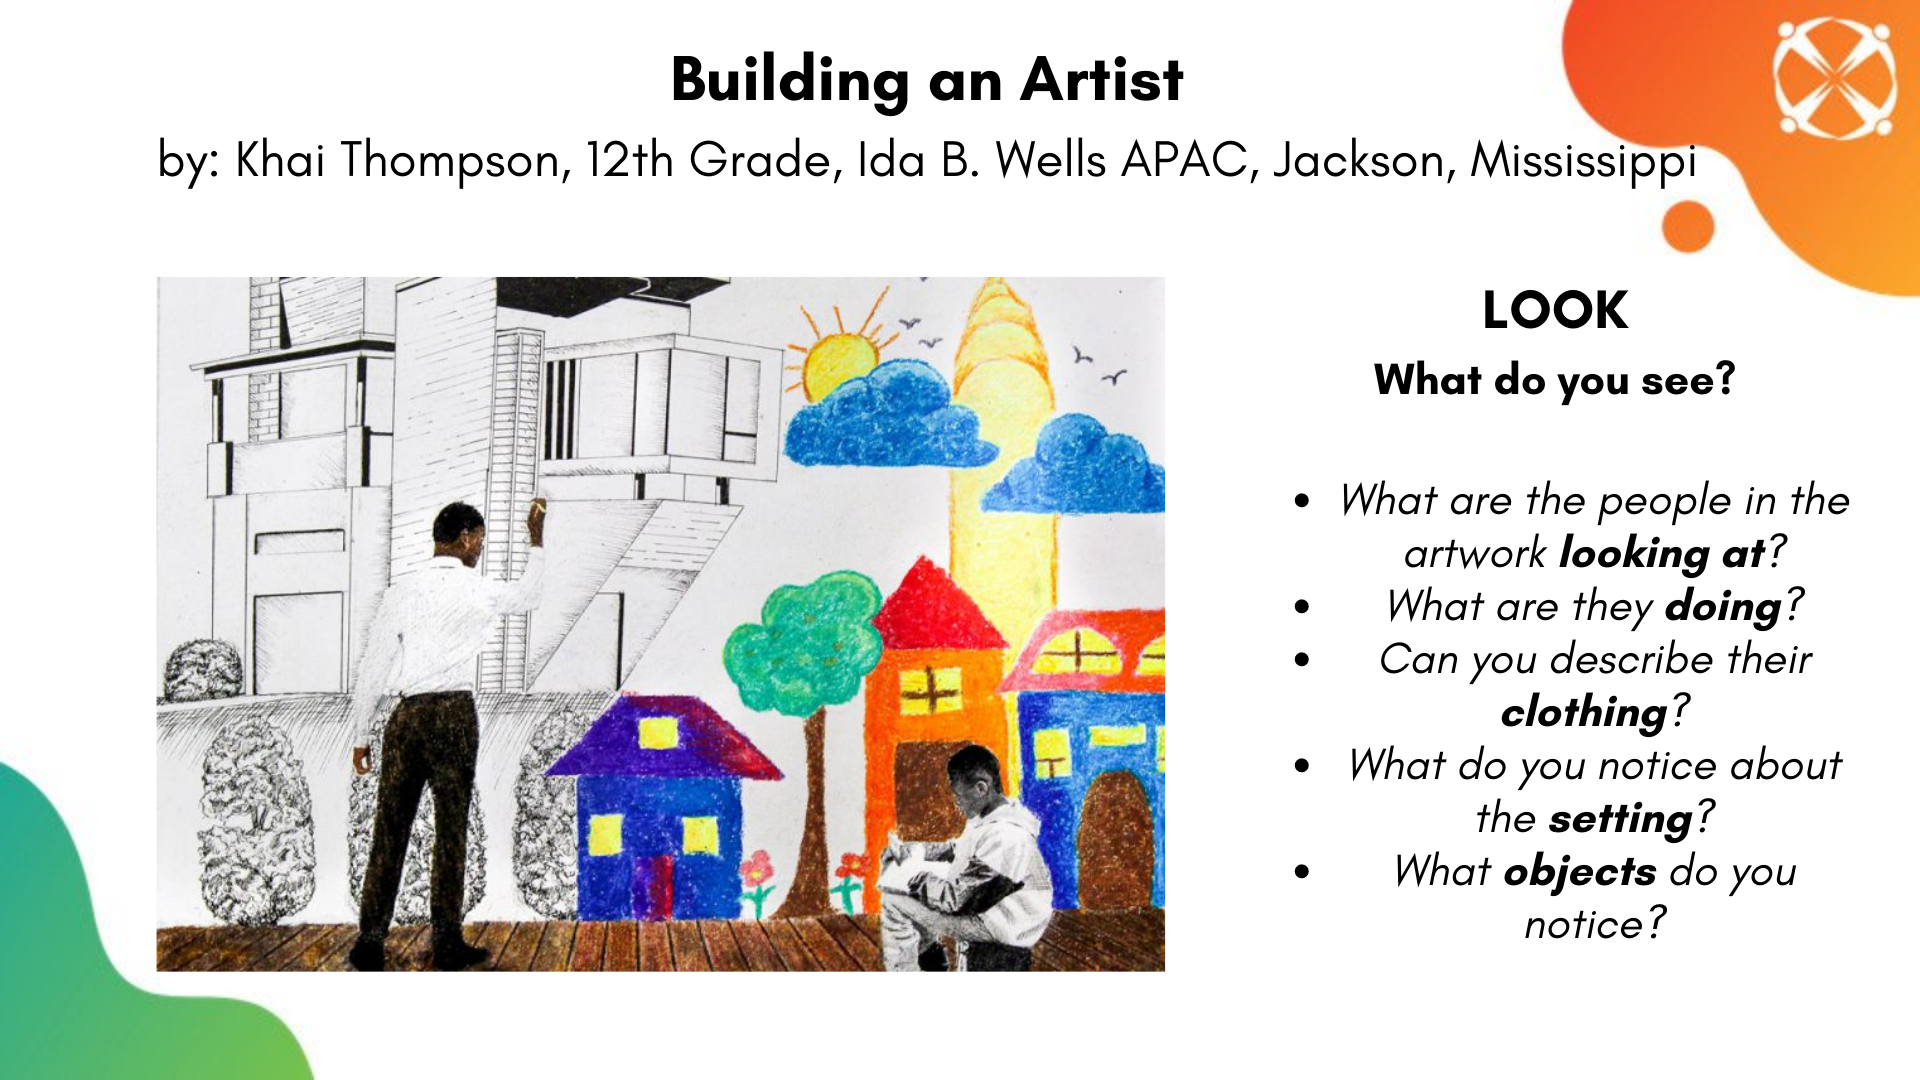 Building an Artist
by: Khai Thompson, 12th Grade, Ida B. Wells APAC, Jackson, Mississippi
LOOK
What do you see?
• What are the people in the
artwork looking at?
• What are they doing?
• Can you describe their
clothing?
• What do you notice about
the setting?
• What objects do you
notice?